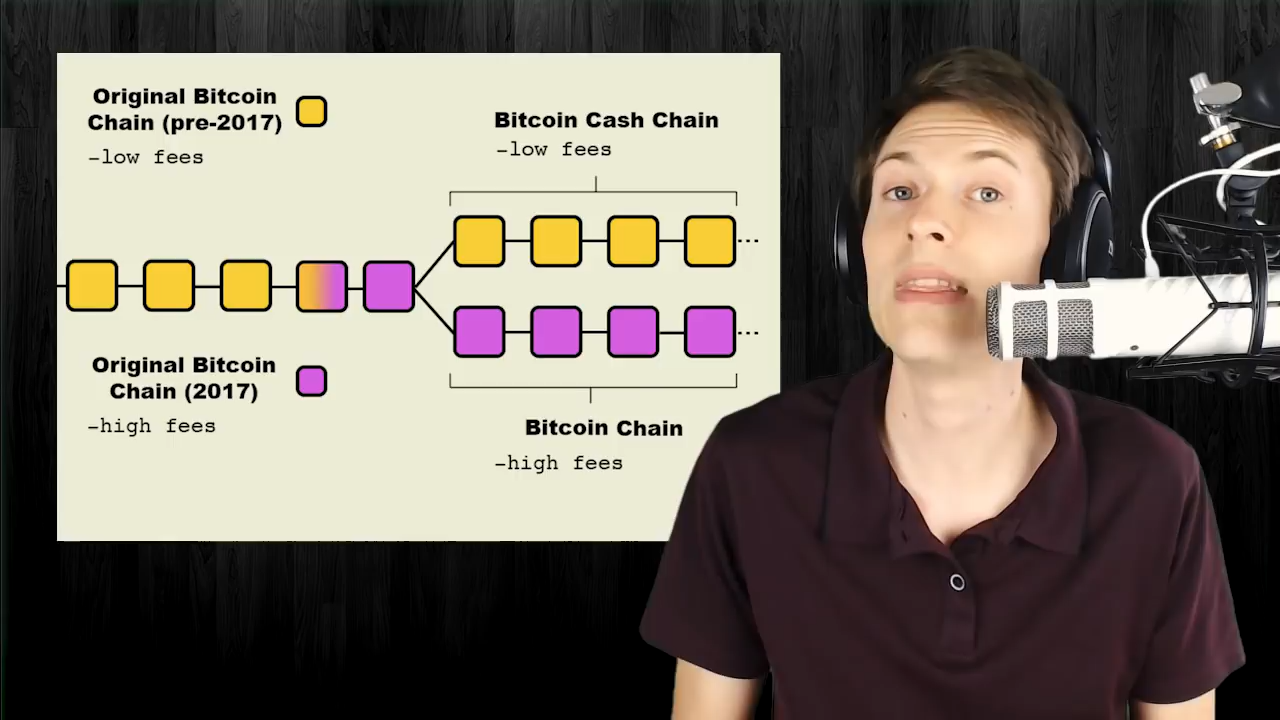 Original Bitcoin
Chain (pre-2017)
-low fees
Bitcoin Cash Chain
-low fees
Original Bitcoin
Chain (2017)
-high fees
Bitcoin Chain
-high fees